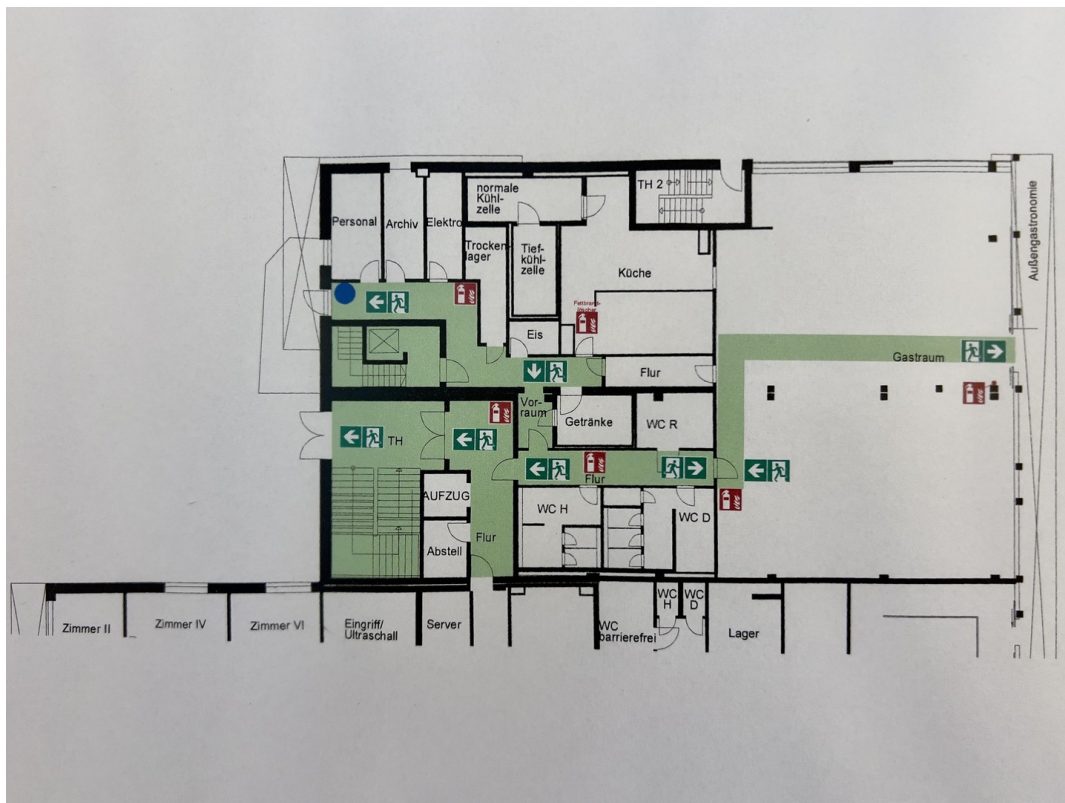 normale
Kühl-
zelle
TH 2
Personal
Archiv
Elektro
Trocken
lager
Tief-
kühl-
zelle
Küche
Außengastronomie
Eis
Flur
Gastraum
Vor-
raum
Getränke
WC R
TH
Flur
AUFZUG
WC H
WC D
Abstell
Flur
Zimmer II
Zimmer IV
Zimmer VI
Eingriff/
Ultraschall
Server
WC
barrierefrei
WC
H
WC
D
Lager